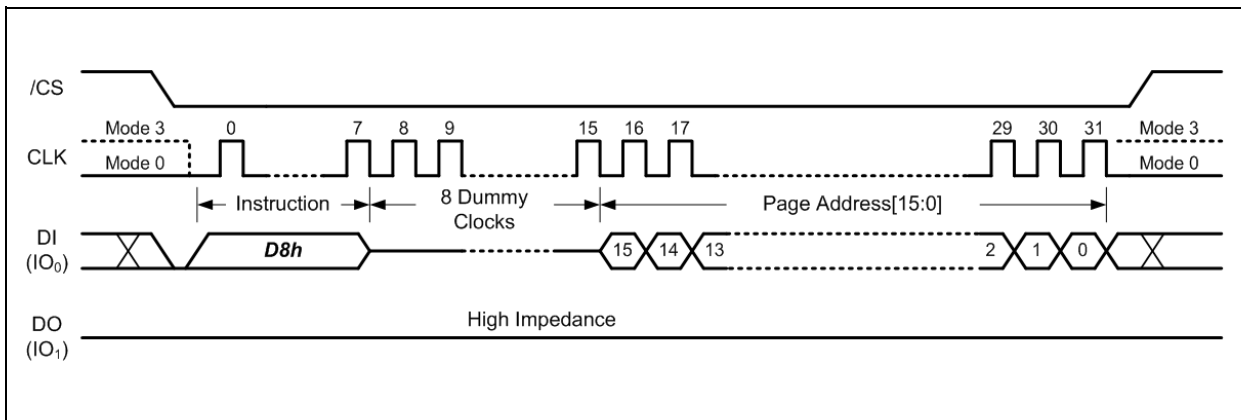 /CS
Mode 3 0 7 8 9 15 16 17 29 30 31 Mode 3
CLK
Mode 0 Mode 0
Instruction 8 Dummy Page Address[15:0]
Clocks
DI D8h 15 14 13 2 1 0
(IO₀)
High Impedance
DO
(IO₁)